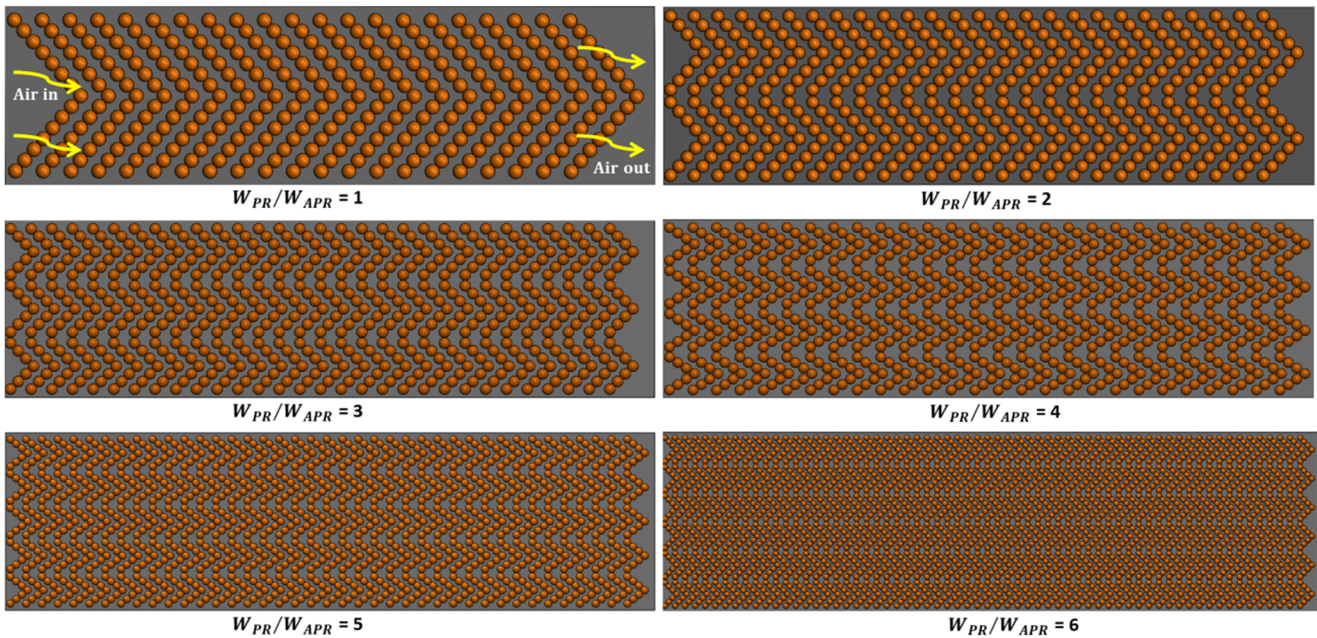 Air in
Air out
W_PR/W_APR = 1
W_PR/W_APR = 2
W_PR/W_APR = 3
W_PR/W_APR = 4
W_PR/W_APR = 5
W_PR/W_APR = 6